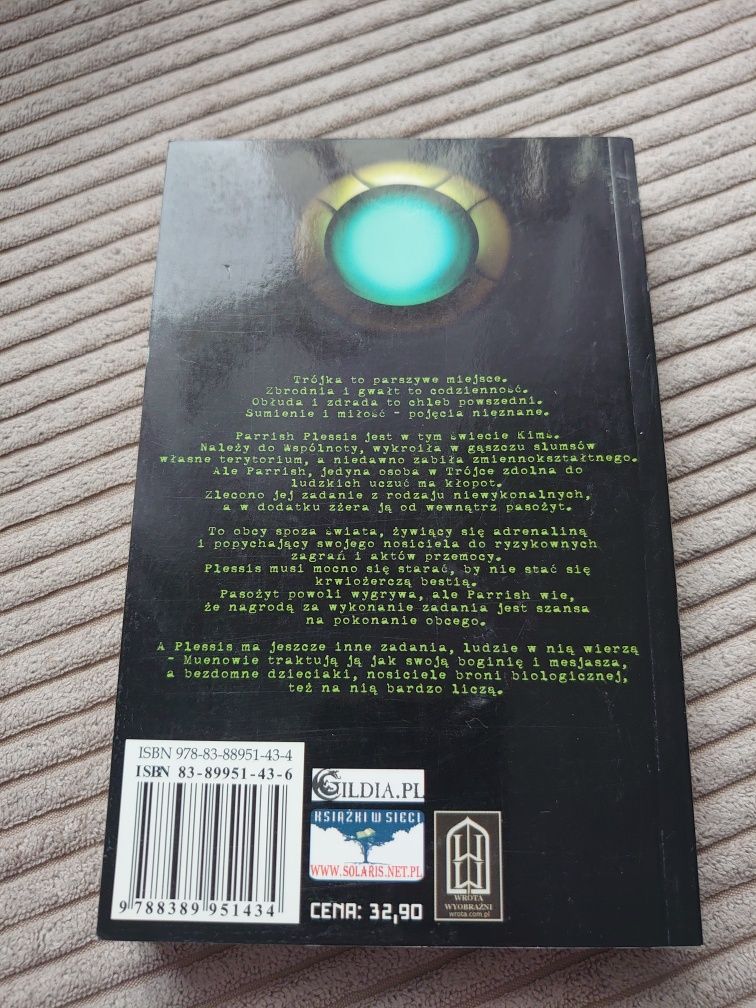 Trójka to parszywe miejsce.
Zbrodnia i gwałt to codzienność.
Obłuda i zdrada to chleb powszedni.
Sumienie i miłość - pojęcia nieznane.
Parrish Plessis jest w tym świecie Kimś.
Należy do Wspólnoty, wykroiła w gąszczu slumsów
własne terytorium, a niedawno zabiła zmiennokształtnego.
Ale Parrish, jedyna osoba w Trójce zdolna do
ludzkich uczuć ma kłopot.
Zlecono jej zadanie z rodzaju niewykonalnych,
a w dodatku zżera ją od wewnątrz pasożyt.
To obcy spoza świata, żywiący się adrenaliną
i popychający swojego nosiciela do ryzykownych
zagrań i aktów przemocy.
Plessis musi mocno się starać, by nie stać się
krwiożerczą bestią.
Pasożyt powoli wygrywa, ale Parrish wie,
że nagrodą za wykonanie zadania jest szansa
na pokonanie obcego.
A Plessis ma jeszcze inne zadania, ludzie w nią wierzą
- Muenowie traktują ją jak swoją boginię i mesjasza,
a bezdomne dzieciaki, nosiciele broni biologicznej,
też na nią bardzo liczą.
ISBN 978-83-88951-43-4
ISBN 83-89951-43-6
9 788389 951434
GILDIA.PL
KSIĄŻKI W SIECI
WWW.SOLARIS.NET.PL
CENA: 32,90
WROTA
WYOBRAŹNI
wrota.com.pl